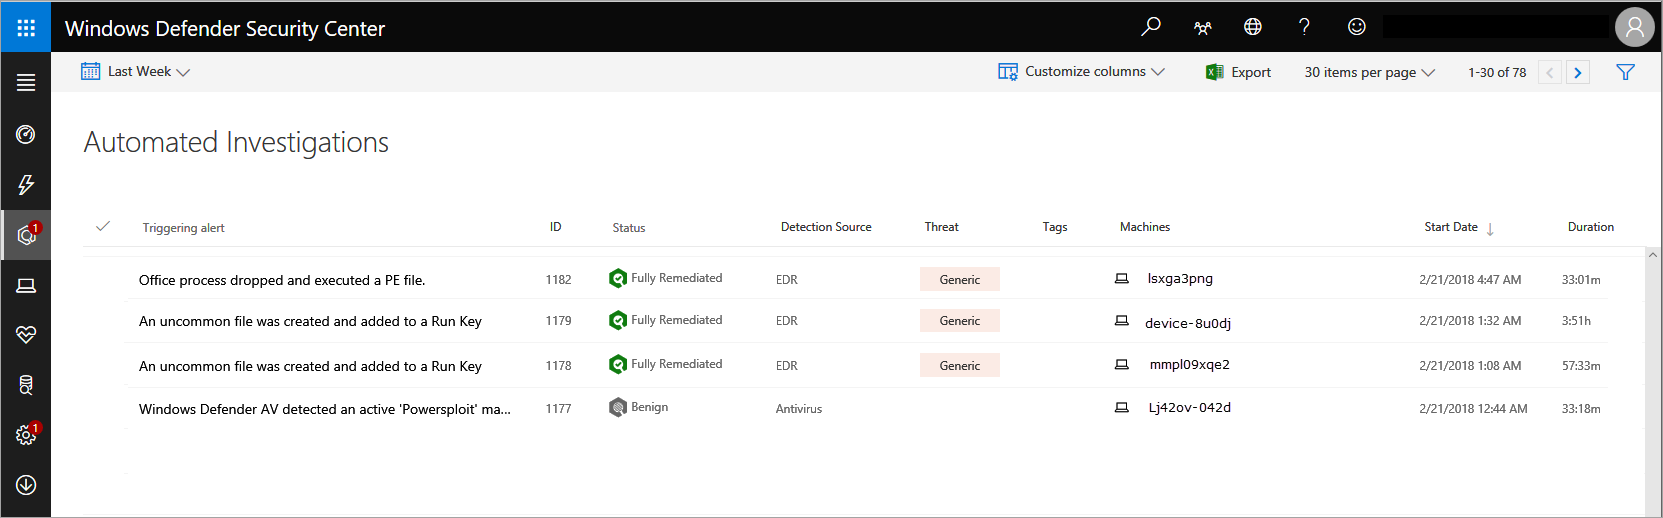 Windows Defender Security Center
Last Week Customize columns Export 30 items per page 1-30 of 78
Automated Investigations
1
Triggering alert ID Status Detection Source Threat Tags Machines Start Date Duration
Office process dropped and executed a PE file. 1182 Fully Remediated EDR Generic lsxga3png 2/21/2018 4:47 AM 33:01m
An uncommon file was created and added to a Run Key 1179 Fully Remediated EDR Generic device-8u0dj 2/21/2018 1:32 AM 3:51h
An uncommon file was created and added to a Run Key 1178 Fully Remediated EDR Generic mmpl09xqe2 2/21/2018 1:08 AM 57:33m
Windows Defender AV detected an active 'Powersploit' ma... 1177 Benign Antivirus Lj42ov-042d 2/21/2018 12:44 AM 33:18m
1